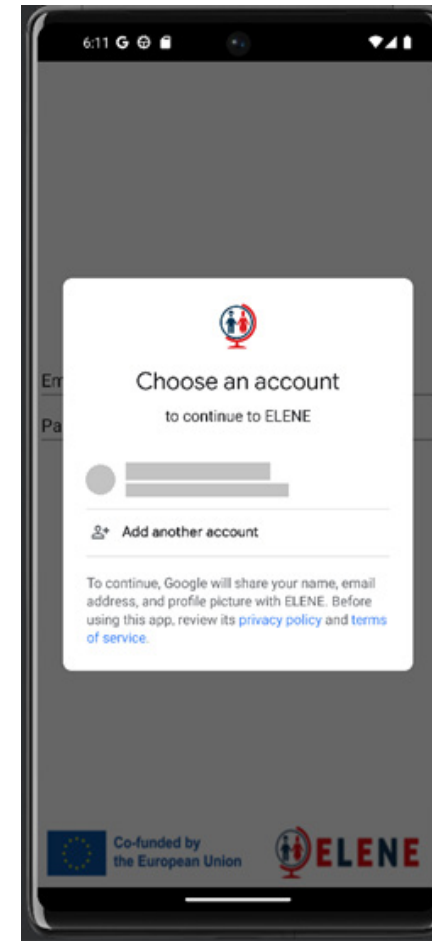 6:11 G
Em
Pa
Choose an account
to continue to ELENE
Add another account
To continue, Google will share your name, email
address, and profile picture with ELENE. Before
using this app, review its privacy policy and terms
of service.
Co-funded by
the European Union
ELENE